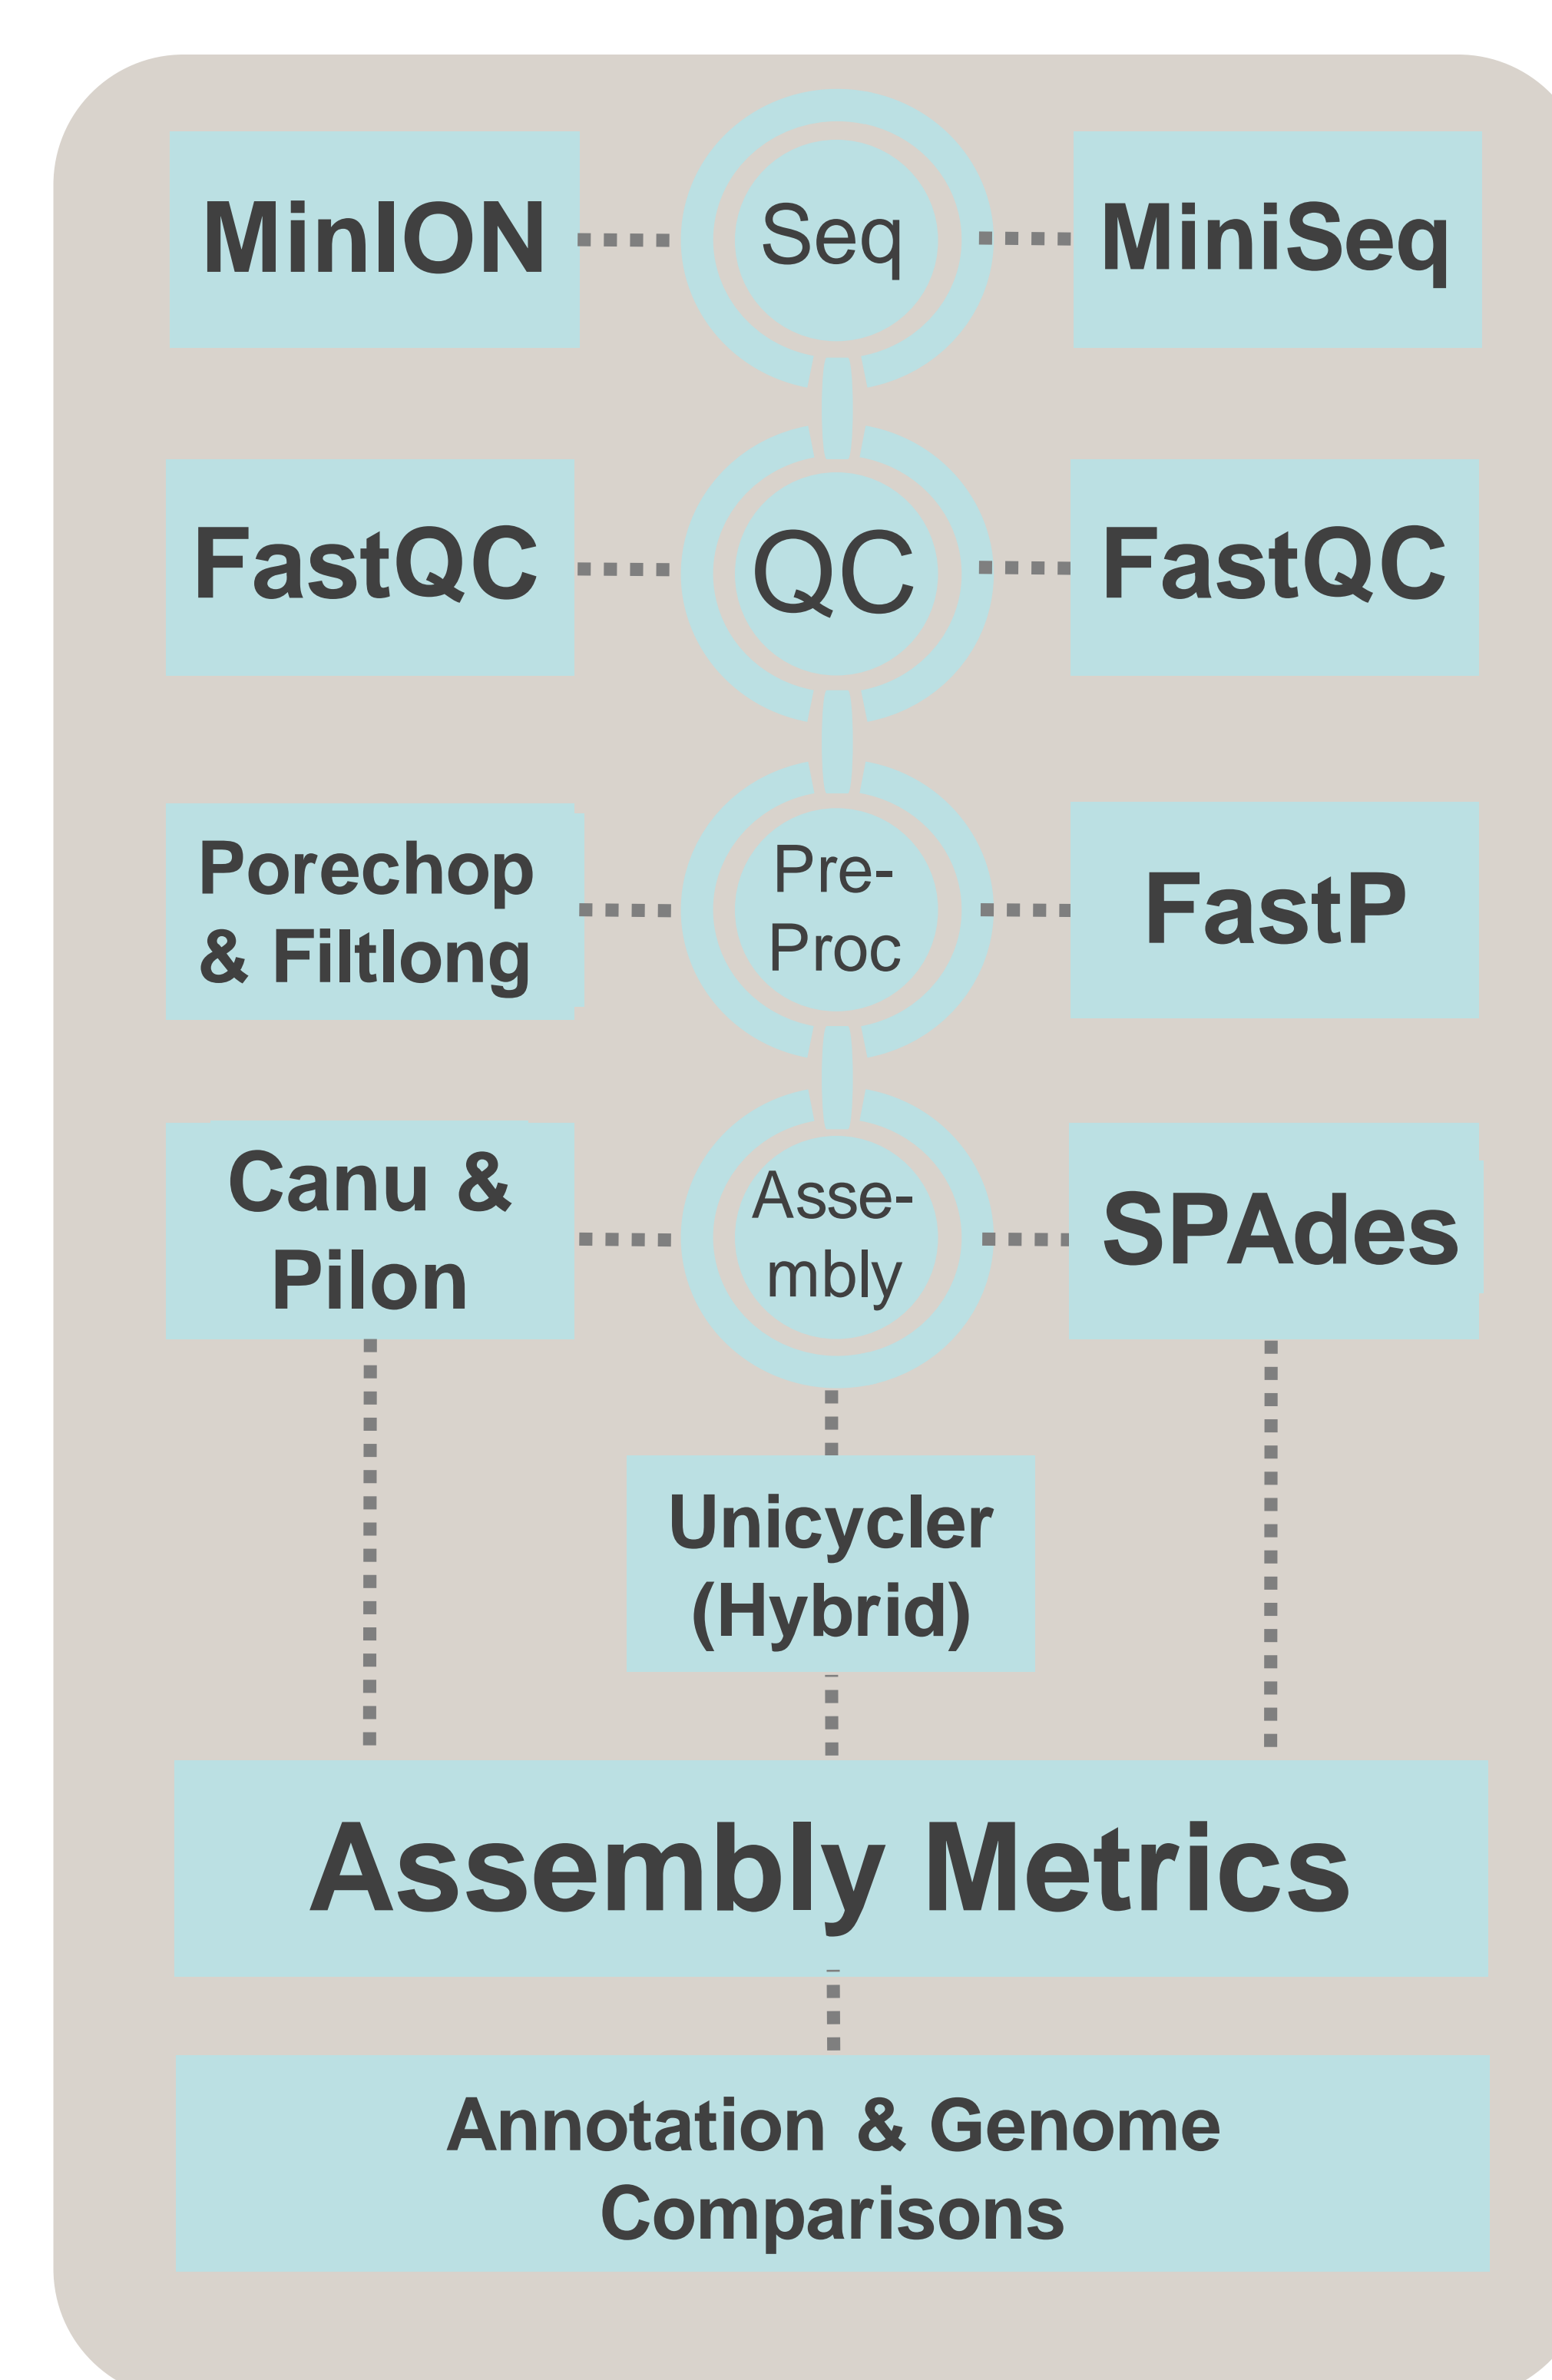 MinION
Seq
MiniSeq
FastQC
QC
FastQC
Porechop
& Filtlong
Pre-
Proc
FastP
Canu &
Pilon
Asse-
mbly
SPAdes
Unicycler
(Hybrid)
Assembly Metrics
Annotation & Genome
Comparisons